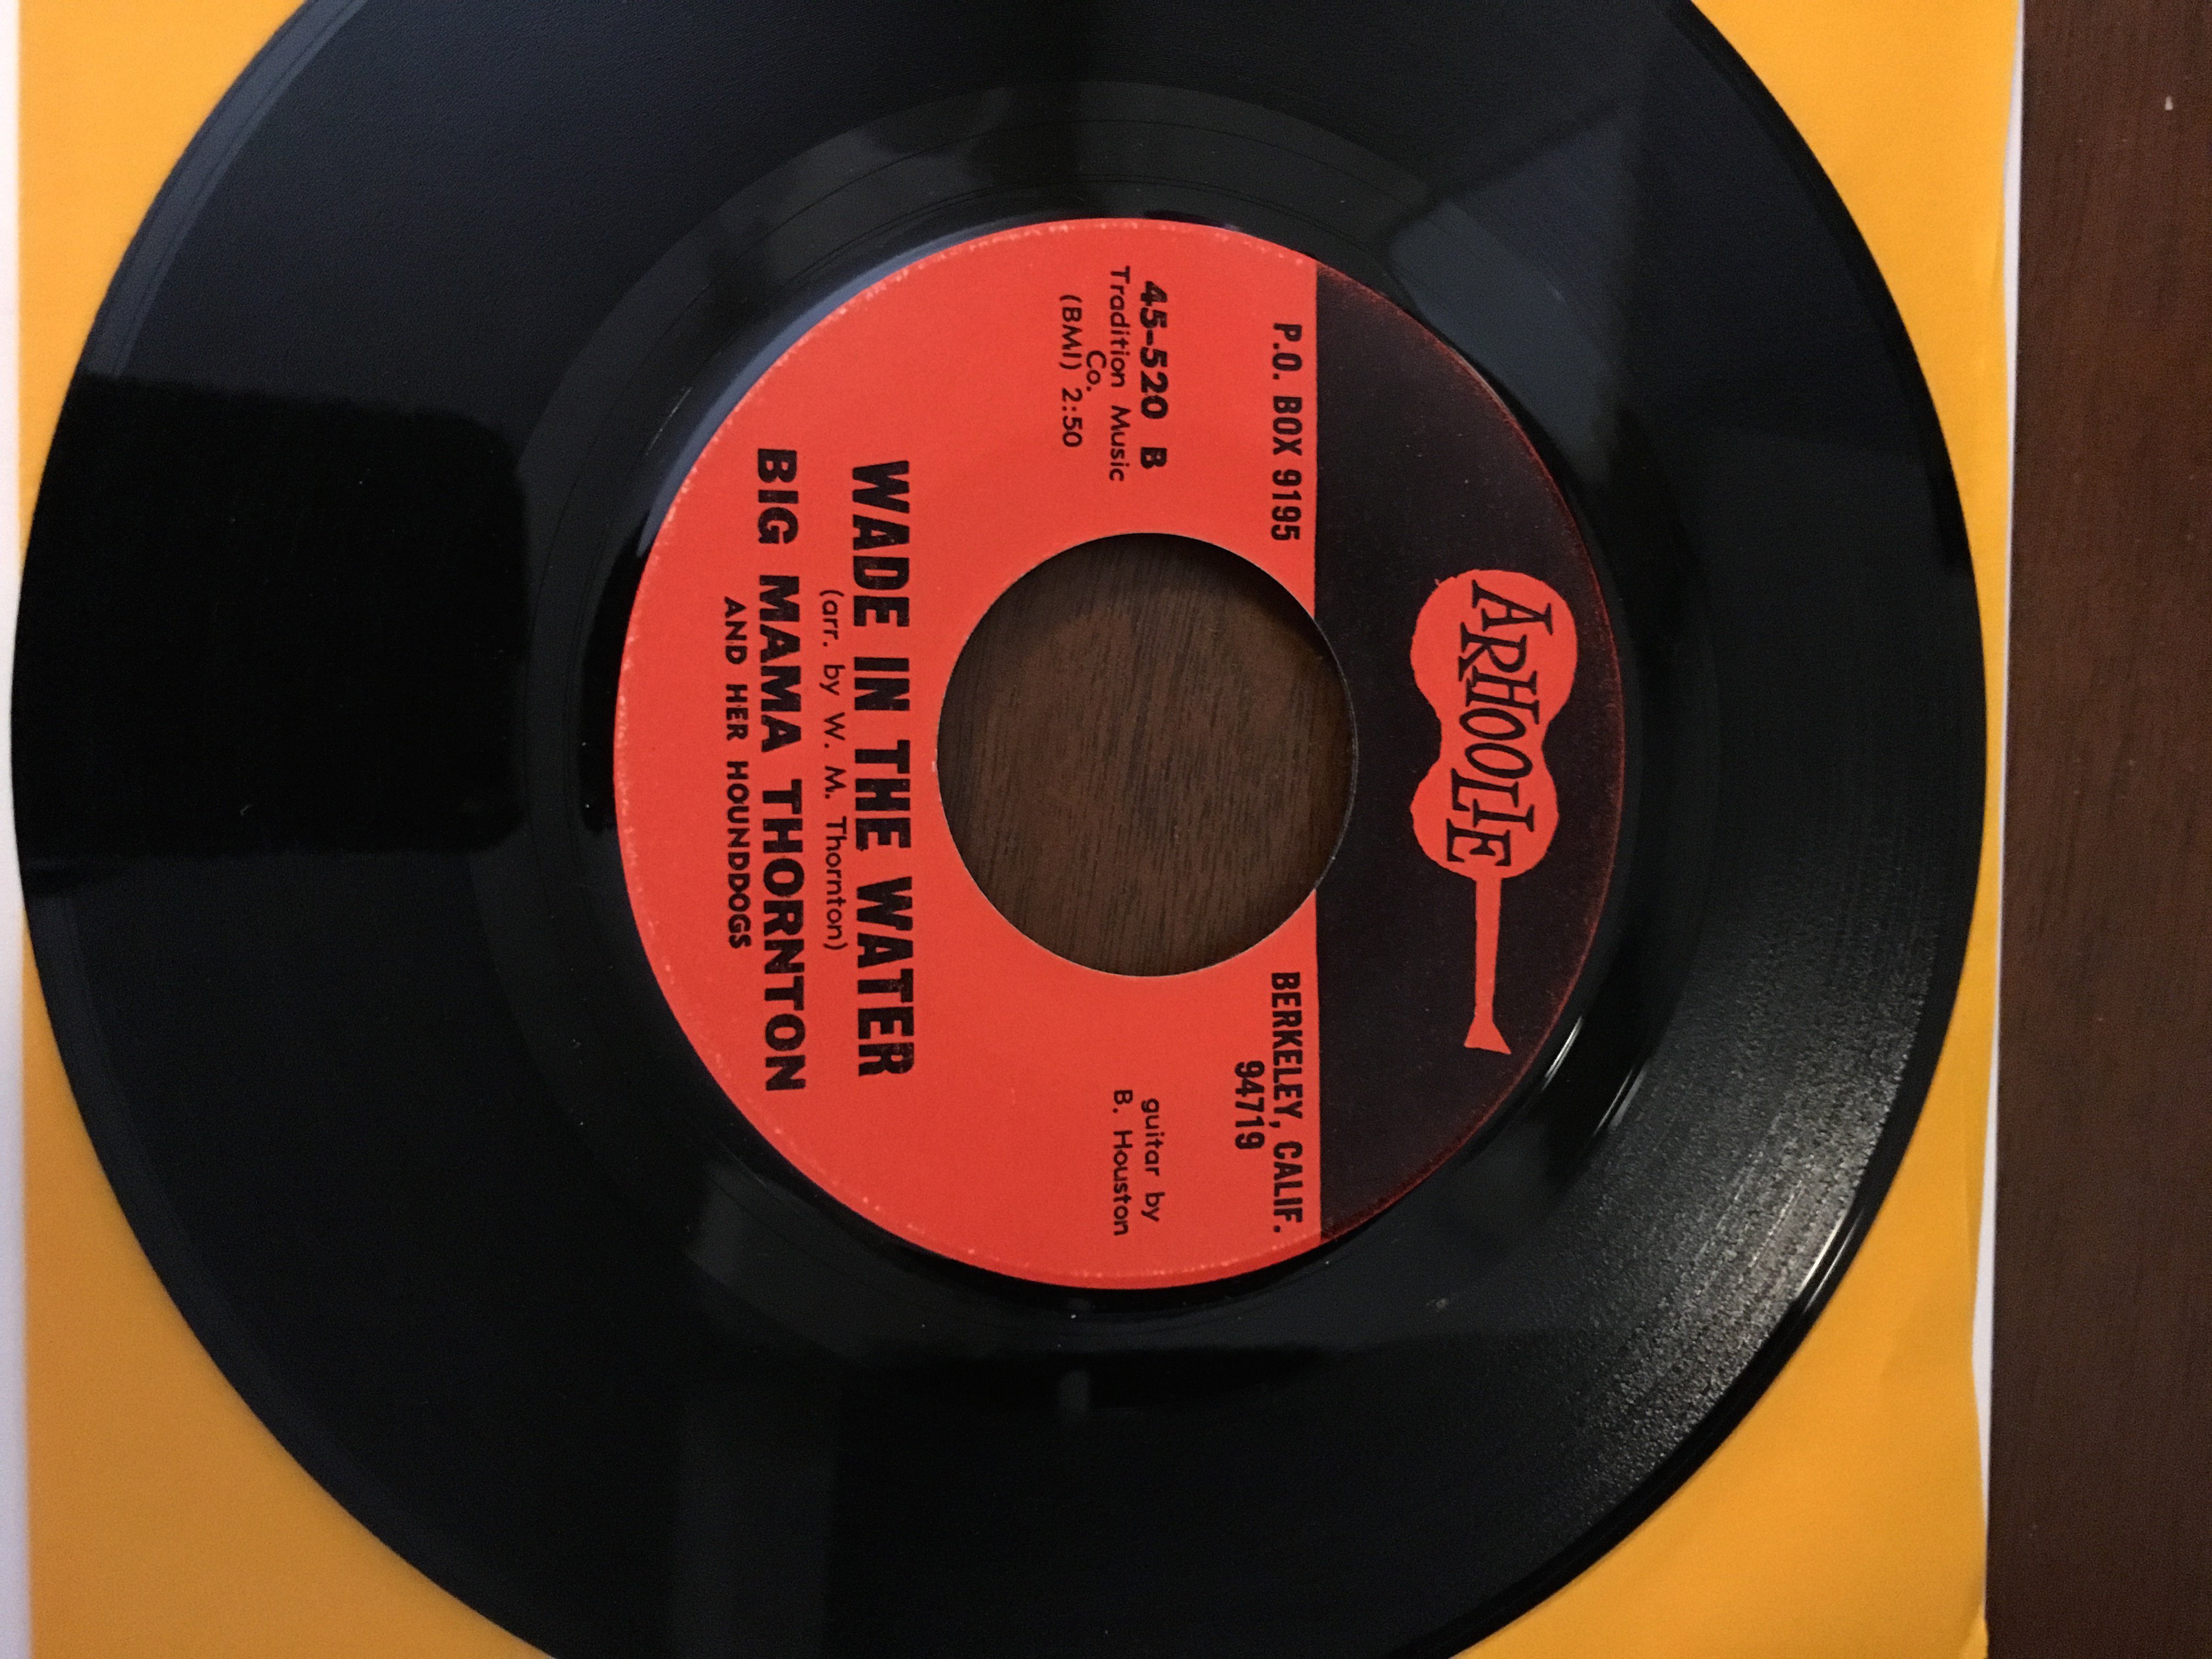 ARHOOLIE
P.O. BOX 9195
BERKELEY, CALIF.
94719
45-520 B
Tradition Music
Co.
(BMI) 2:50
guitar by
B. Houston
WADE IN THE WATER
(arr. by W. M. Thornton)
BIG MAMA THORNTON
AND HER HOUNDDOGS